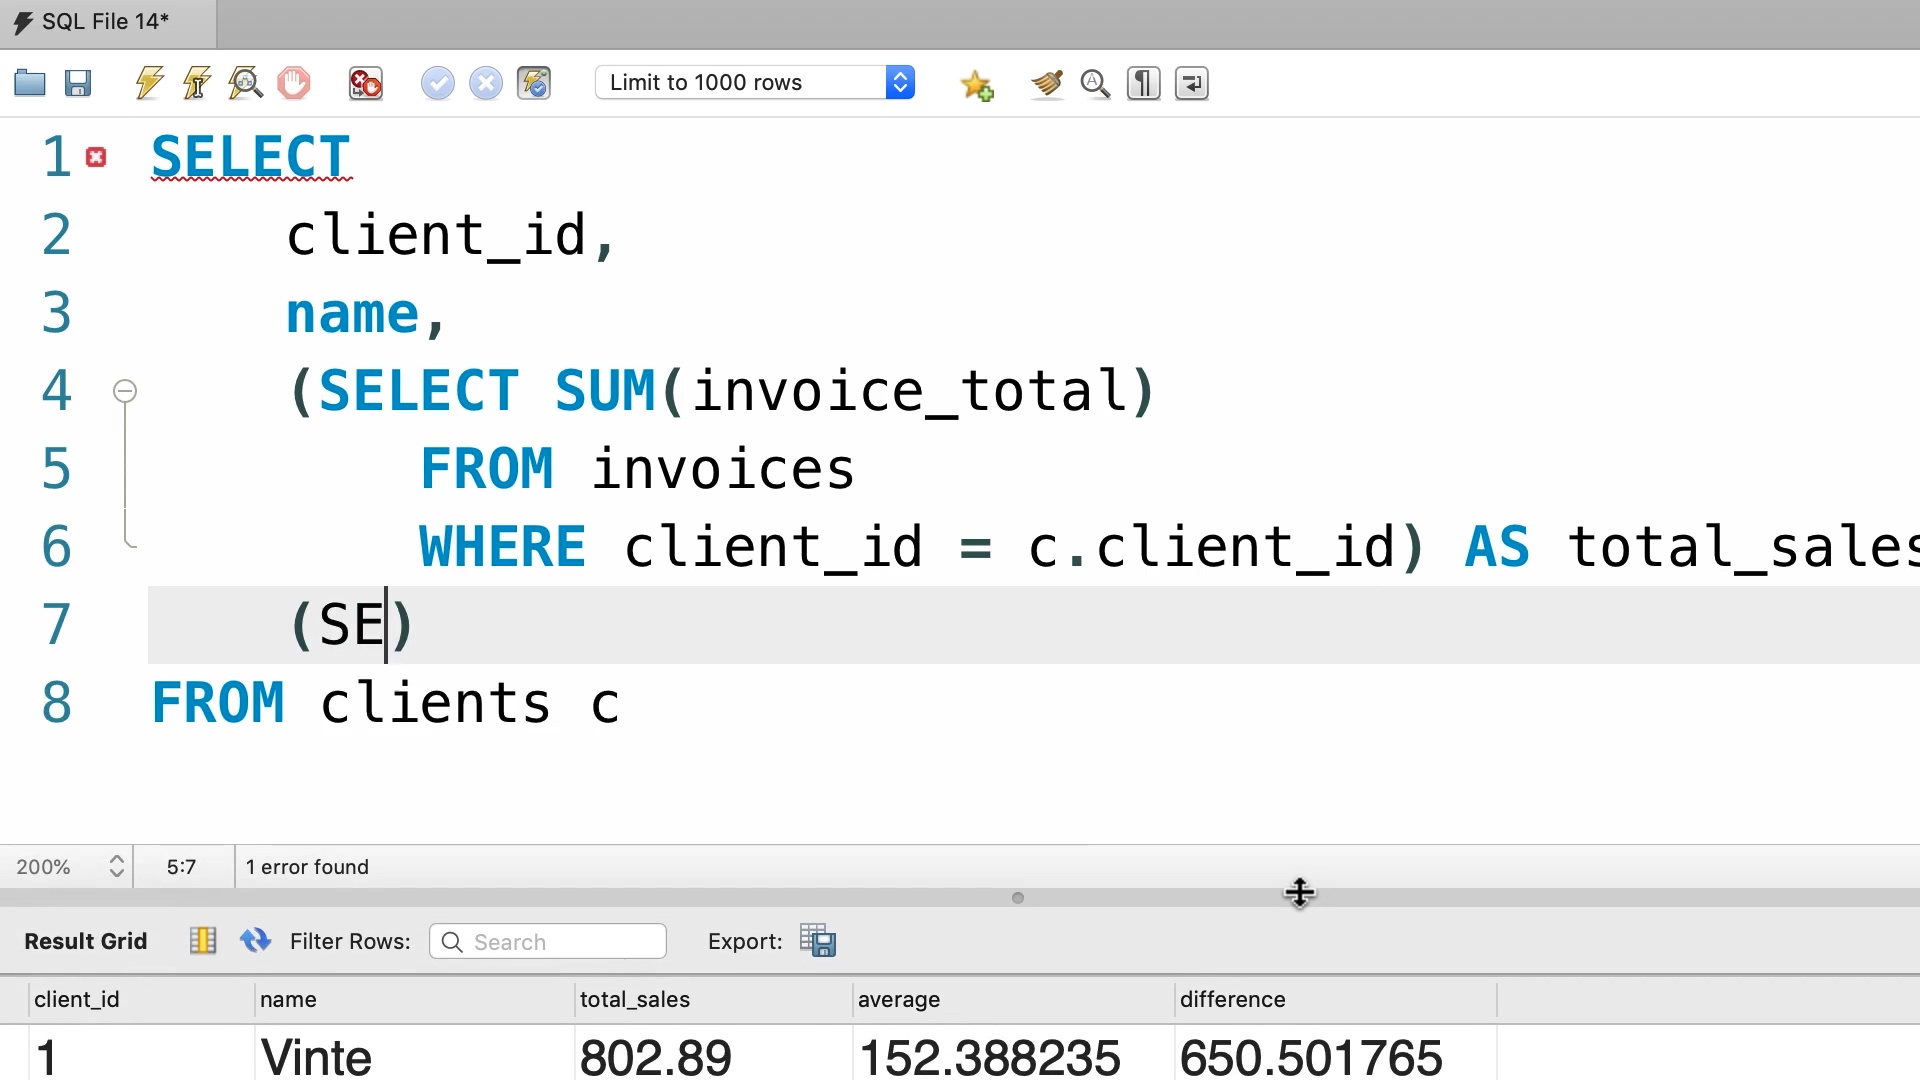 SQL File 14*
Limit to 1000 rows
1 SELECT
2 client_id,
3 name,
4 (SELECT SUM(invoice_total)
5 FROM invoices
6 WHERE client_id = c.client_id) AS total_sales
7 (SE)
8 FROM clients c
200% 5:7 1 error found
Result Grid Filter Rows: Search Export:
client_id name total_sales average difference
1 Vinte 802.89 152.388235 650.501765